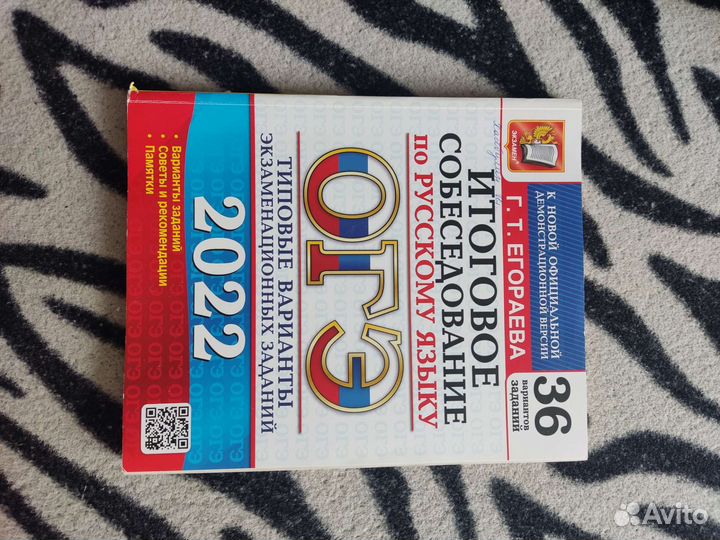 К НОВОЙ ОФИЦИАЛЬНОЙ
ДЕМОНСТРАЦИОННОЙ ВЕРСИИ
ЭКЗАМЕН
Г. Т. ЕГОРАЕВА
36
вариантов
заданий
ИТОГОВОЕ
СОБЕСЕДОВАНИЕ
ПО РУССКОМУ ЯЗЫКУ
ОГЭ
ТИПОВЫЕ ВАРИАНТЫ
ЭКЗАМЕНАЦИОННЫХ ЗАДАНИЙ
2022
• Варианты заданий
• Советы и рекомендации
• Памятки
Avito